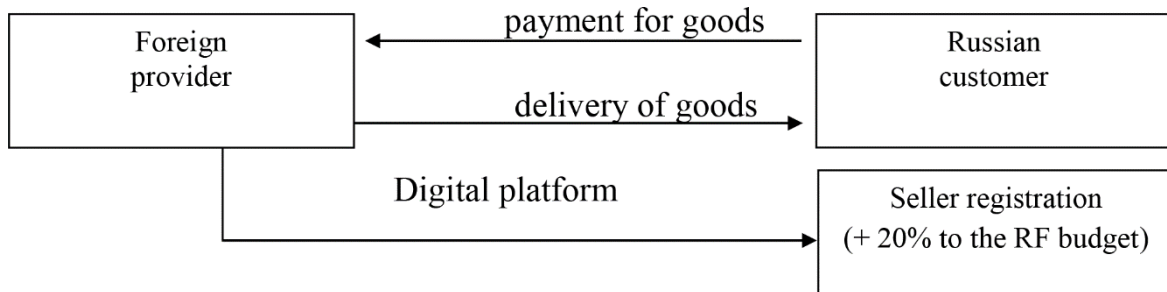 Foreign
provider
payment for goods
delivery of goods
Russian
customer
Digital platform
Seller registration
(+ 20% to the RF budget)